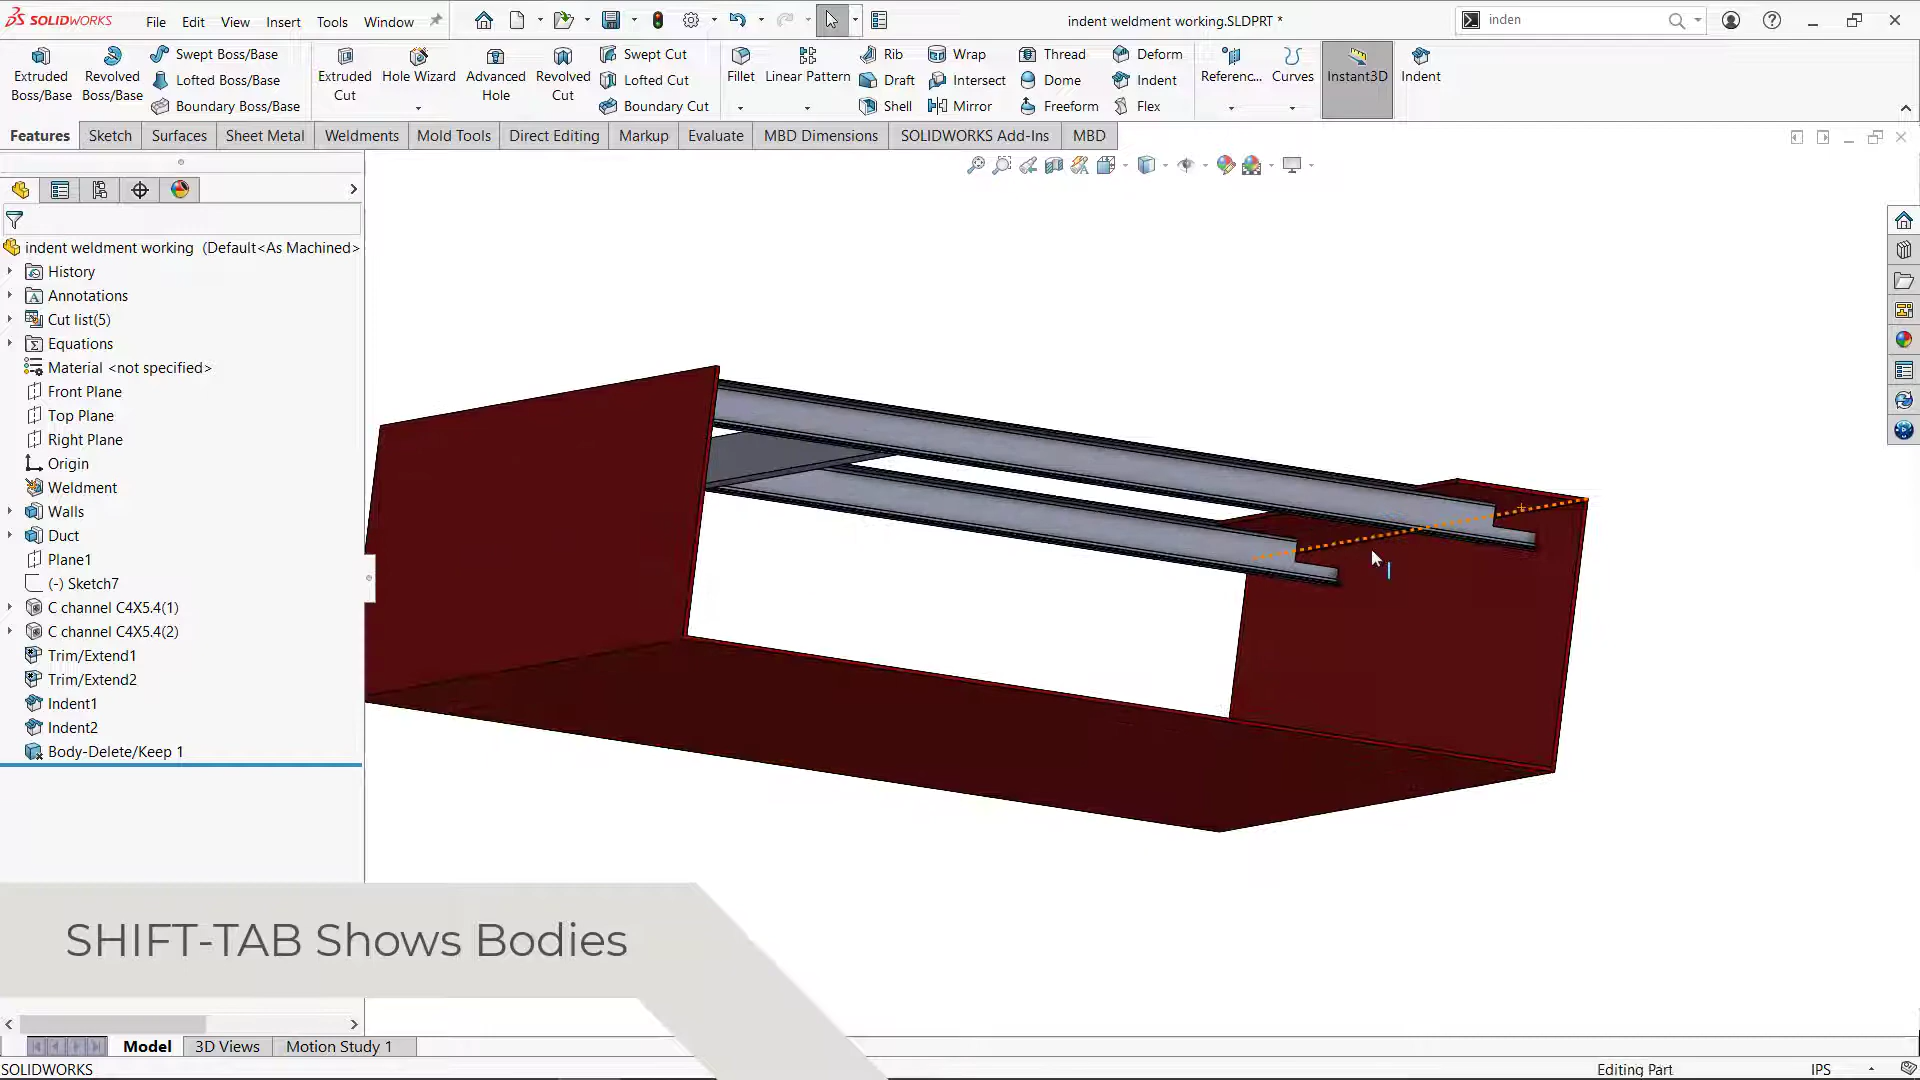 SOLIDWORKS File Edit View Insert Tools Window indent weldment working.SLDPRT * inden
Extruded Boss/Base
Revolved Boss/Base
Swept Boss/Base
Lofted Boss/Base
Boundary Boss/Base
Extruded Cut
Hole Wizard
Advanced Hole
Revolved Cut
Swept Cut
Lofted Cut
Boundary Cut
Fillet
Linear Pattern
Rib
Draft
Shell
Wrap
Intersect
Mirror
Thread
Dome
Freeform
Deform
Indent
Flex
Referenc...
Curves
Instant3D
Indent
Features Sketch Surfaces Sheet Metal Weldments Mold Tools Direct Editing Markup Evaluate MBD Dimensions SOLIDWORKS Add-Ins MBD
indent weldment working (Default<As Machined>
History
Annotations
Cut list(5)
Equations
Material <not specified>
Front Plane
Top Plane
Right Plane
Origin
Weldment
Walls
Duct
Plane1
(-) Sketch7
C channel C4X5.4(1)
C channel C4X5.4(2)
Trim/Extend1
Trim/Extend2
Indent1
Indent2
Body-Delete/Keep 1
SHIFT-TAB Shows Bodies
Model 3D Views Motion Study 1
SOLIDWORKS Editing Part IPS